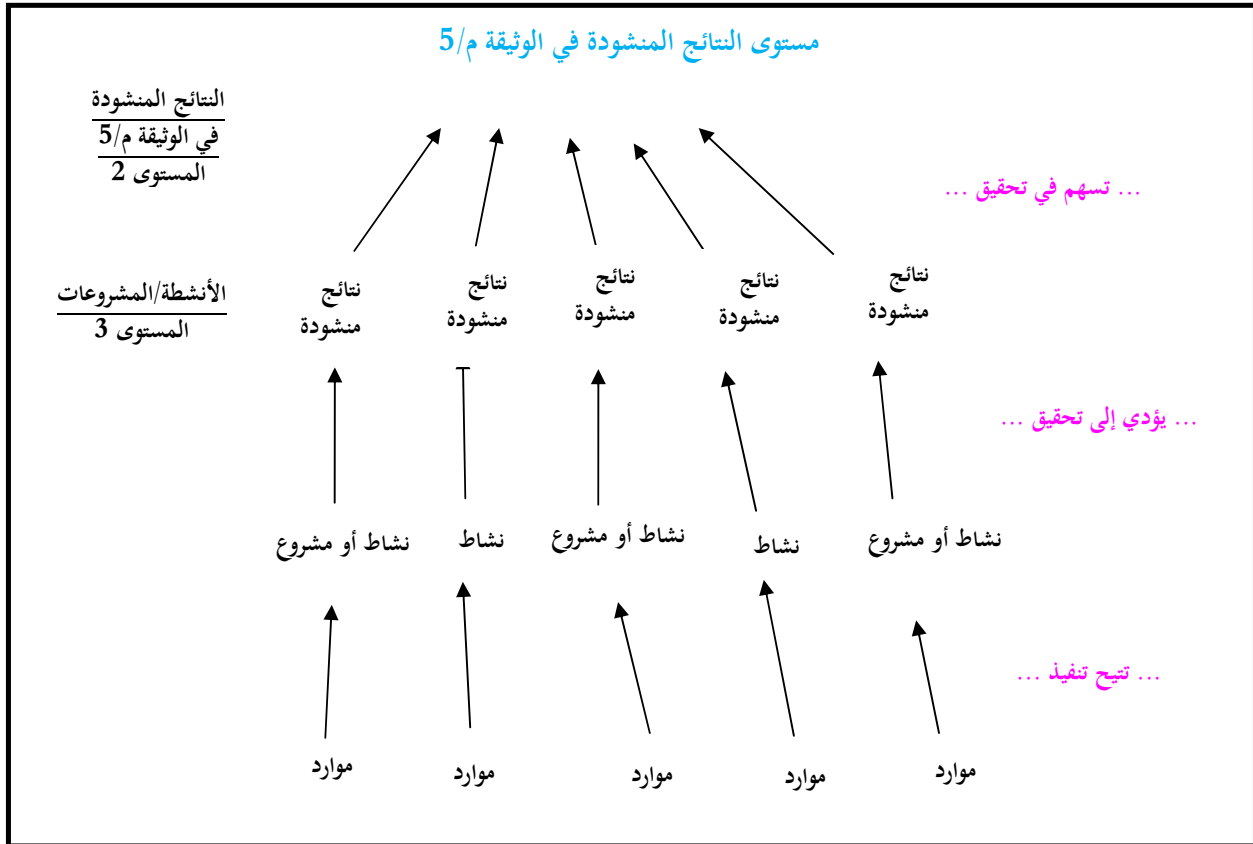 مستوى النتائج المنشودة في الوثيقة م/5
النتائج المنشودة
في الوثيقة م/5
المستوى 2
... تسهم في تحقيق ...
نتائج
منشودة
نتائج
منشودة
نتائج
منشودة
نتائج
منشودة
نتائج
منشودة
الأنشطة/المشروعات
المستوى 3
... يؤدي إلى تحقيق ...
نشاط أو مشروع
نشاط
نشاط أو مشروع
نشاط
نشاط أو مشروع
... تتيح تنفيذ ...
موارد
موارد
موارد
موارد
موارد